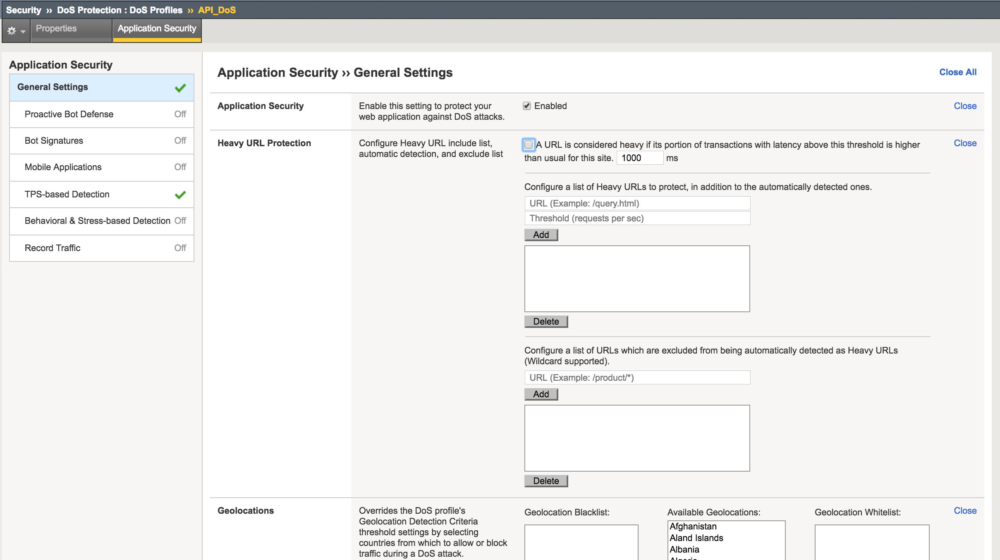 Security ›› DoS Protection : DoS Profiles ›› API_DoS
Properties
Application Security
Application Security
General Settings
Proactive Bot Defense Off
Bot Signatures Off
Mobile Applications Off
TPS-based Detection
Behavioral & Stress-based Detection Off
Record Traffic Off
Application Security ›› General Settings
Close All
Application Security
Enable this setting to protect your
web application against DoS attacks.
Enabled
Close
Heavy URL Protection
Configure Heavy URL include list,
automatic detection, and exclude list
A URL is considered heavy if its portion of transactions with latency above this threshold is higher
than usual for this site. 1000 ms
Close
Configure a list of Heavy URLs to protect, in addition to the automatically detected ones.
URL (Example: /query.html)
Threshold (requests per sec)
Add
Delete
Configure a list of URLs which are excluded from being automatically detected as Heavy URLs
(Wildcard supported).
URL (Example: /product/*)
Add
Delete
Geolocations
Overrides the DoS profile's
Geolocation Detection Criteria
threshold settings by selecting
countries from which to allow or block
traffic during a DoS attack.
Geolocation Blacklist:
Available Geolocations:
Afghanistan
Aland Islands
Albania
Algeria
Geolocation Whitelist:
Close